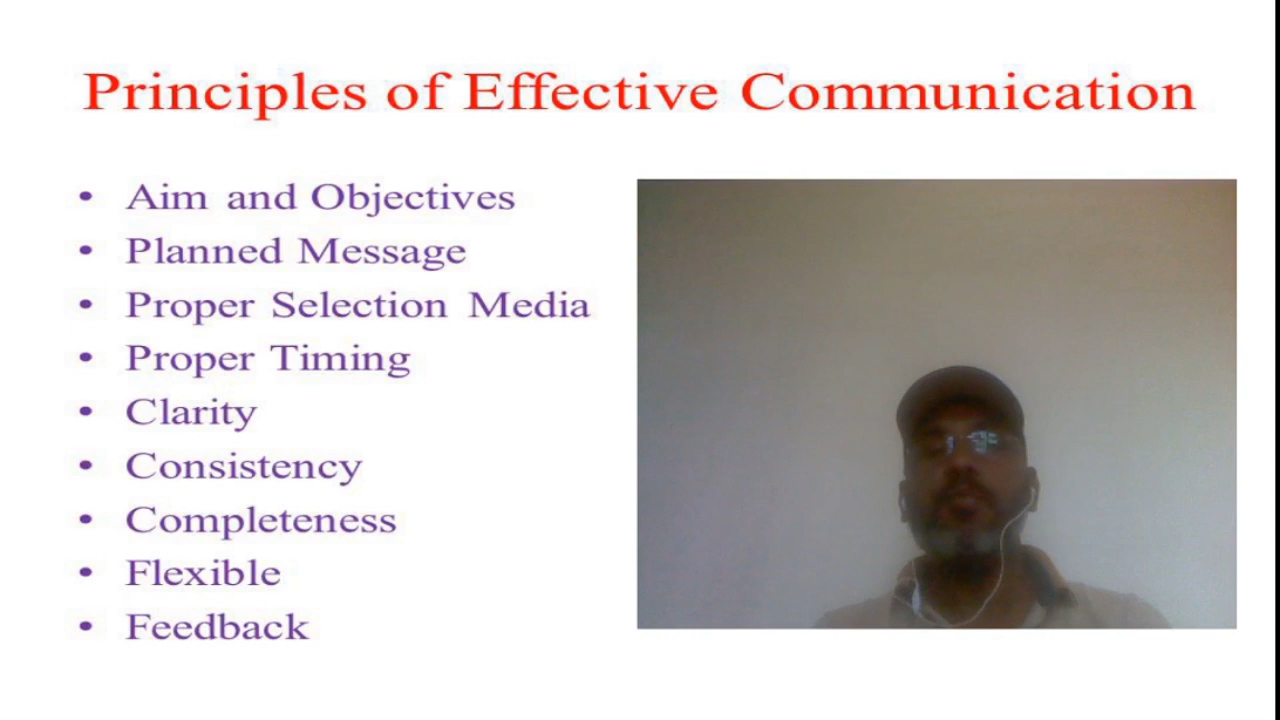 Principles of Effective Communication
• Aim and Objectives
• Planned Message
• Proper Selection Media
• Proper Timing
• Clarity
• Consistency
• Completeness
• Flexible
• Feedback